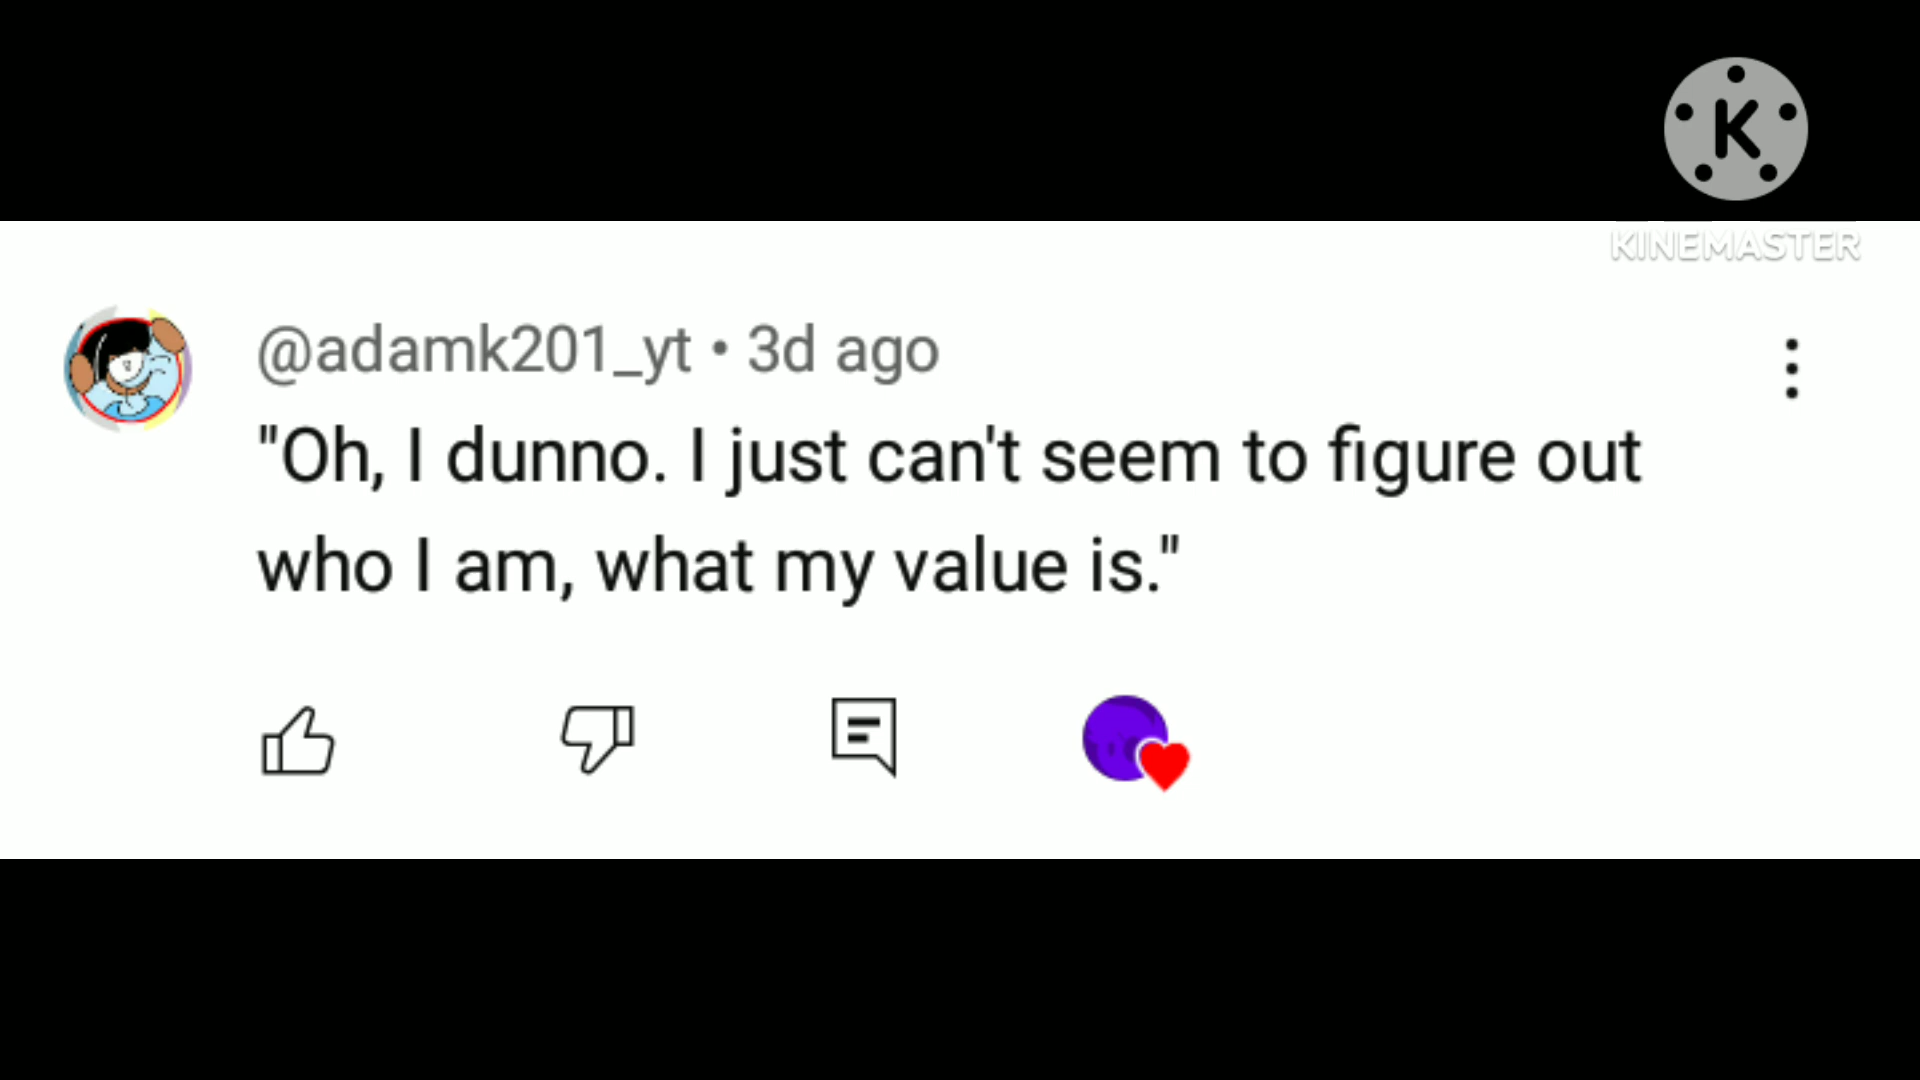 K
KINEMASTER
@adamk201_yt • 3d ago
"Oh, I dunno. I just can't seem to figure out
who I am, what my value is."